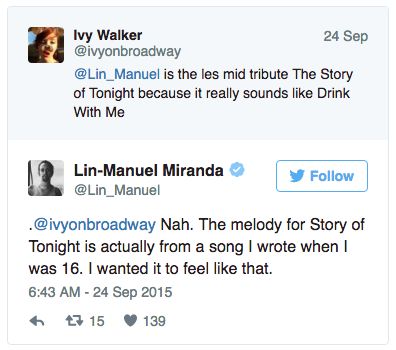 Ivy Walker
24 Sep
@ivyonbroadway
@Lin_Manuel is the les mid tribute The Story
of Tonight because it really sounds like Drink
With Me
Lin-Manuel Miranda
Follow
@Lin_Manuel
.@ivyonbroadway Nah. The melody for Story of
Tonight is actually from a song I wrote when I
was 16. I wanted it to feel like that.
6:43 AM - 24 Sep 2015
15
139